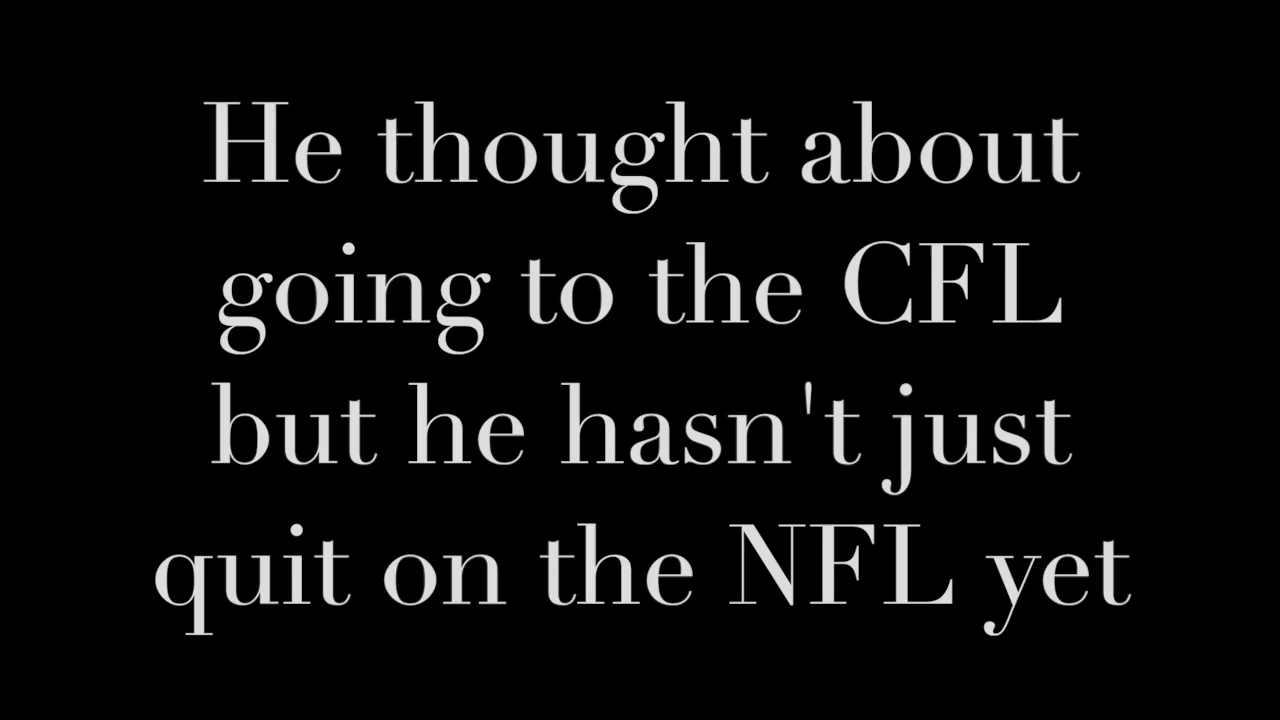 He thought about
going to the CFL
but he hasn't just
quit on the NFL yet